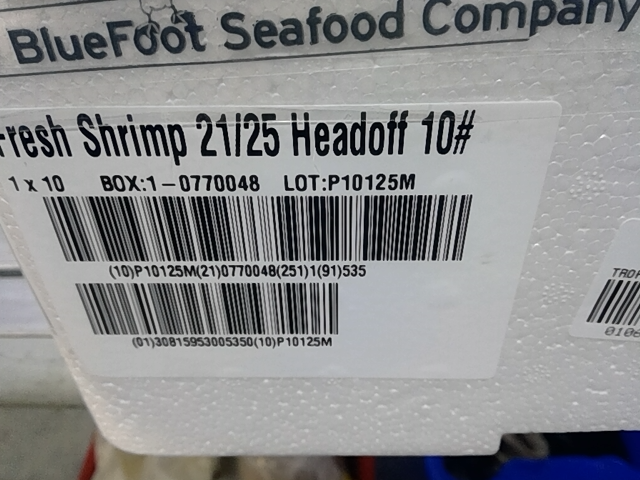 BlueFoot Seafood Company
Fresh Shrimp 21/25 Headoff 10#
1 x 10 BOX:1-0770048 LOT:P10125M
(10)P10125M(21)0770048(251)1(91)535
(01)30815953005350(10)P10125M